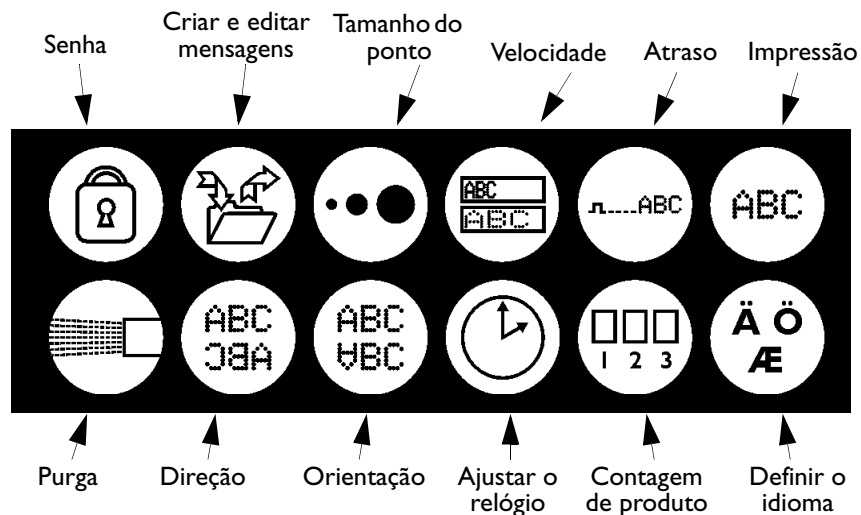 Senha
Criar e editar
mensagens
Tamanho do
ponto
Velocidade
Atraso
Impressão
ABC
ABC
ABC
ABC
ABC
ABC
ABC
ABC
1 2 3
Ä Ö
Æ
Purga
Direção
Orientação
Ajustar o
relógio
Contagem
de produto
Definir o
idioma